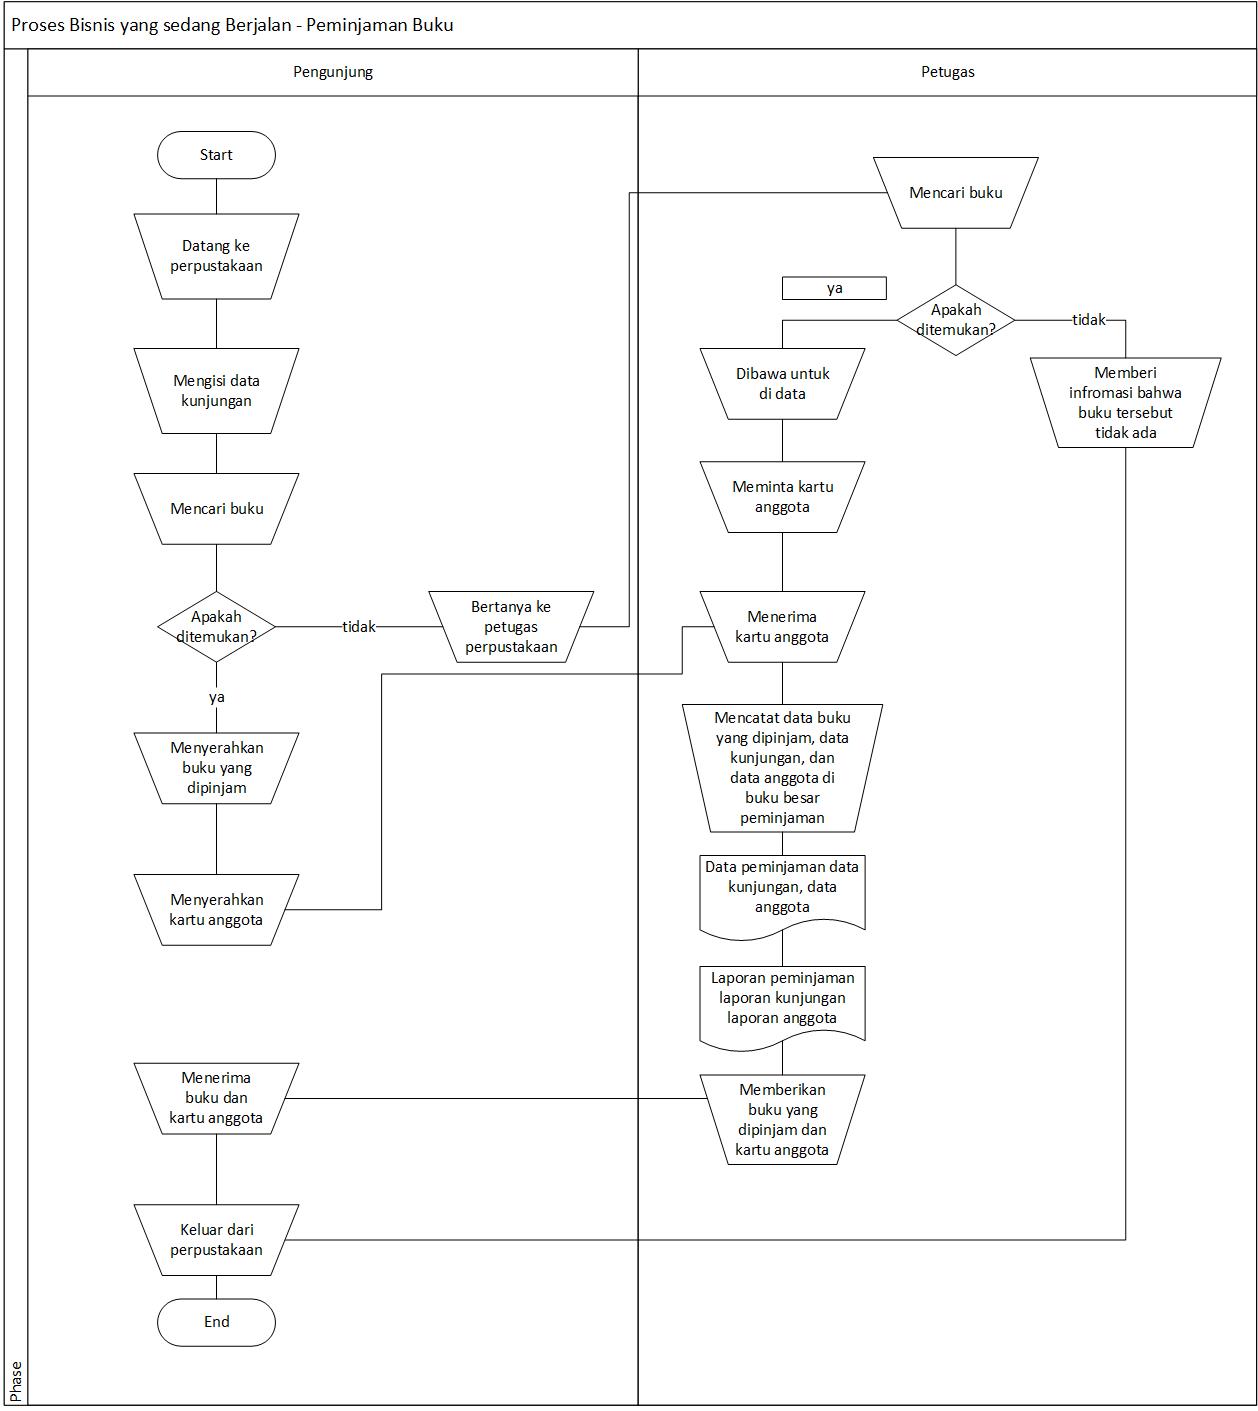 Proses Bisnis yang sedang Berjalan - Peminjaman Buku
Pengunjung
Petugas
Start
Datang ke
perpustakaan
Mengisi data
kunjungan
Mencari buku
Apakah
ditemukan?
tidak
Bertanya ke
petugas
perpustakaan
ya
Menyerahkan
buku yang
dipinjam
Menyerahkan
kartu anggota
Menerima
buku dan
kartu anggota
Keluar dari
perpustakaan
End
Mencari buku
Apakah
ditemukan?
ya
tidak
Dibawa untuk
di data
Memberi
infromasi bahwa
buku tersebut
tidak ada
Meminta kartu
anggota
Menerima
kartu anggota
Mencatat data buku
yang dipinjam, data
kunjungan, dan
data anggota di
buku besar
peminjaman
Data peminjaman data
kunjungan, data
anggota
Laporan peminjaman
laporan kunjungan
laporan anggota
Memberikan
buku yang
dipinjam dan
kartu anggota
Phase